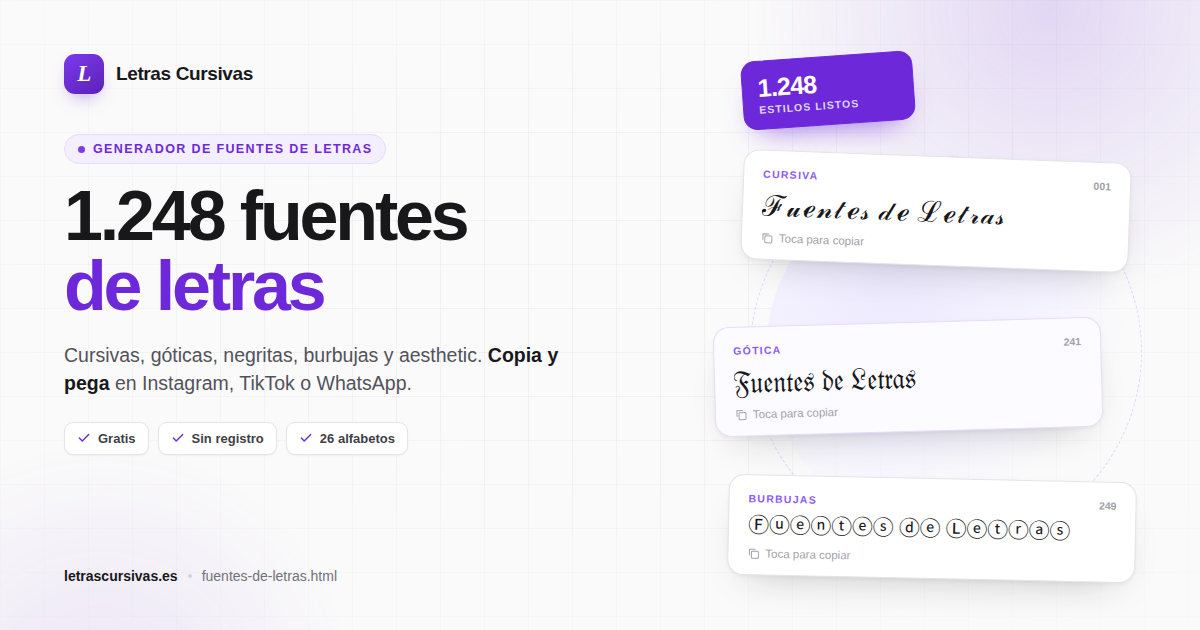 L
Letras Cursivas
GENERADOR DE FUENTES DE LETRAS
1.248 fuentes
de letras
Cursivas, góticas, negritas, burbujas y aesthetic. Copia y
pega en Instagram, TikTok o WhatsApp.
Gratis
Sin registro
26 alfabetos
letrascursivas.es • fuentes-de-letras.html
1.248
ESTILOS LISTOS
CURSIVA
001
𝓕𝓾𝓮𝓷𝓽𝓮𝓼 𝓭𝓮 𝓛𝓮𝓽𝓻𝓪𝓼
Toca para copiar
GÓTICA
241
𝔉𝔲𝔢𝔫𝔱𝔢𝔰 𝔡𝔢 𝔏𝔢𝔱𝔯𝔞𝔰
Toca para copiar
BURBUJAS
249
Ⓕⓤⓔⓝⓣⓔⓢ ⓓⓔ Ⓛⓔⓣⓡⓐⓢ
Toca para copiar